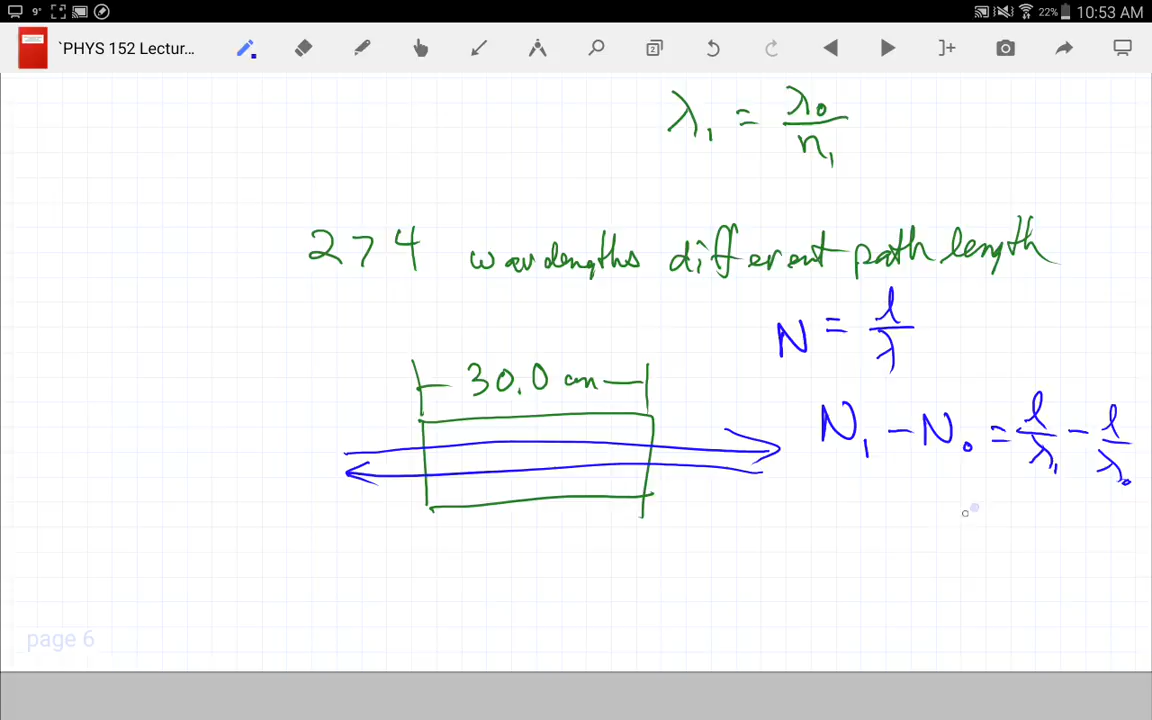 9° 22% 10:53 AM
`PHYS 152 Lectur... 2
λ₁ = λ₀/n₁
274 wavelengths different path length
N = l/λ
30.0 cm
N₁ - N₀ = l/λ₁ - l/λ₀
page 6